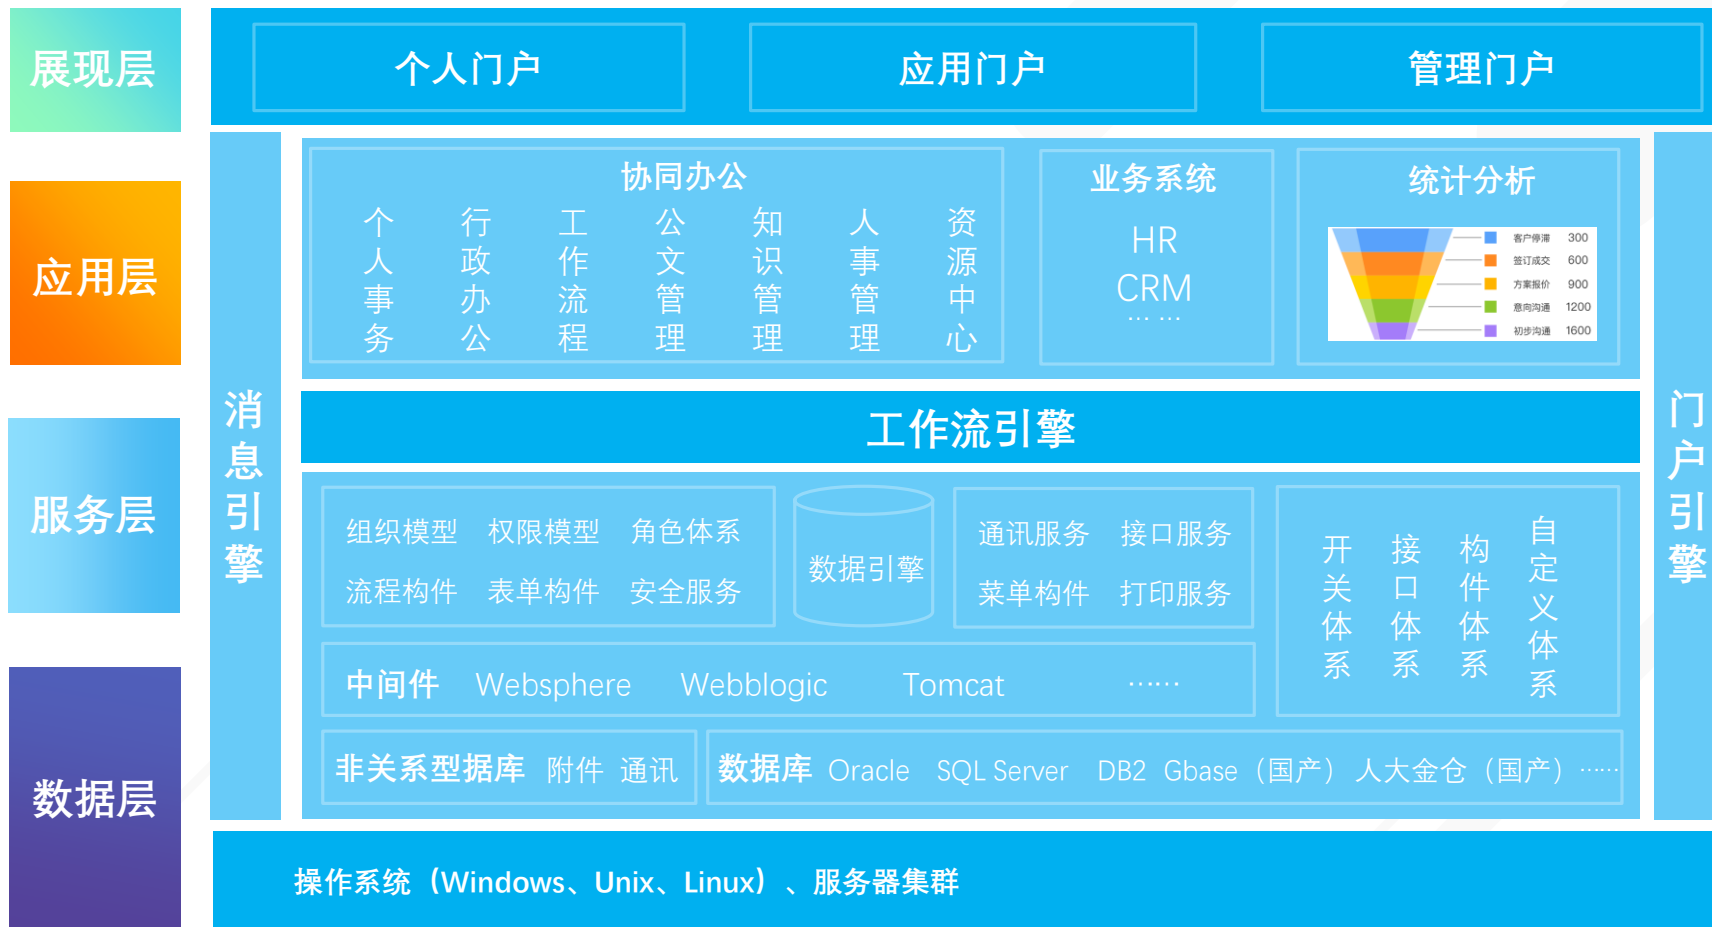 展现层
个人门户
应用门户
管理门户
应用层
协同办公
个人事务
行政办公
工作流程
公文管理
知识管理
人事管理
资源中心
业务系统
HR
CRM
... ...
统计分析
客户停滞 300
签订成交 600
方案报价 900
意向沟通 1200
初步沟通 1600
消息引擎
门户引擎
工作流引擎
服务层
组织模型 权限模型 角色体系
流程构件 表单构件 安全服务
数据引擎
通讯服务 接口服务
菜单构件 打印服务
开关体系
接口体系
构件体系
自定义体系
中间件 Websphere Webblogic Tomcat ……
数据层
非关系型据库 附件 通讯
数据库 Oracle SQL Server DB2 Gbase（国产） 人大金仓（国产）……
操作系统（Windows、Unix、Linux）、服务器集群